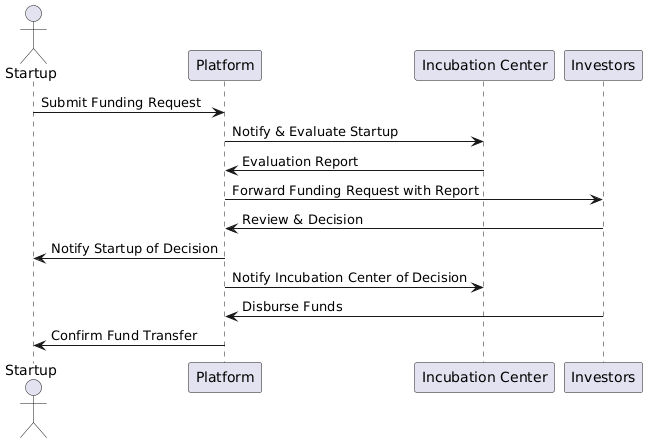 Startup
Platform
Incubation Center
Investors
Submit Funding Request
Notify & Evaluate Startup
Evaluation Report
Forward Funding Request with Report
Review & Decision
Notify Startup of Decision
Notify Incubation Center of Decision
Disburse Funds
Confirm Fund Transfer
Startup
Platform
Incubation Center
Investors